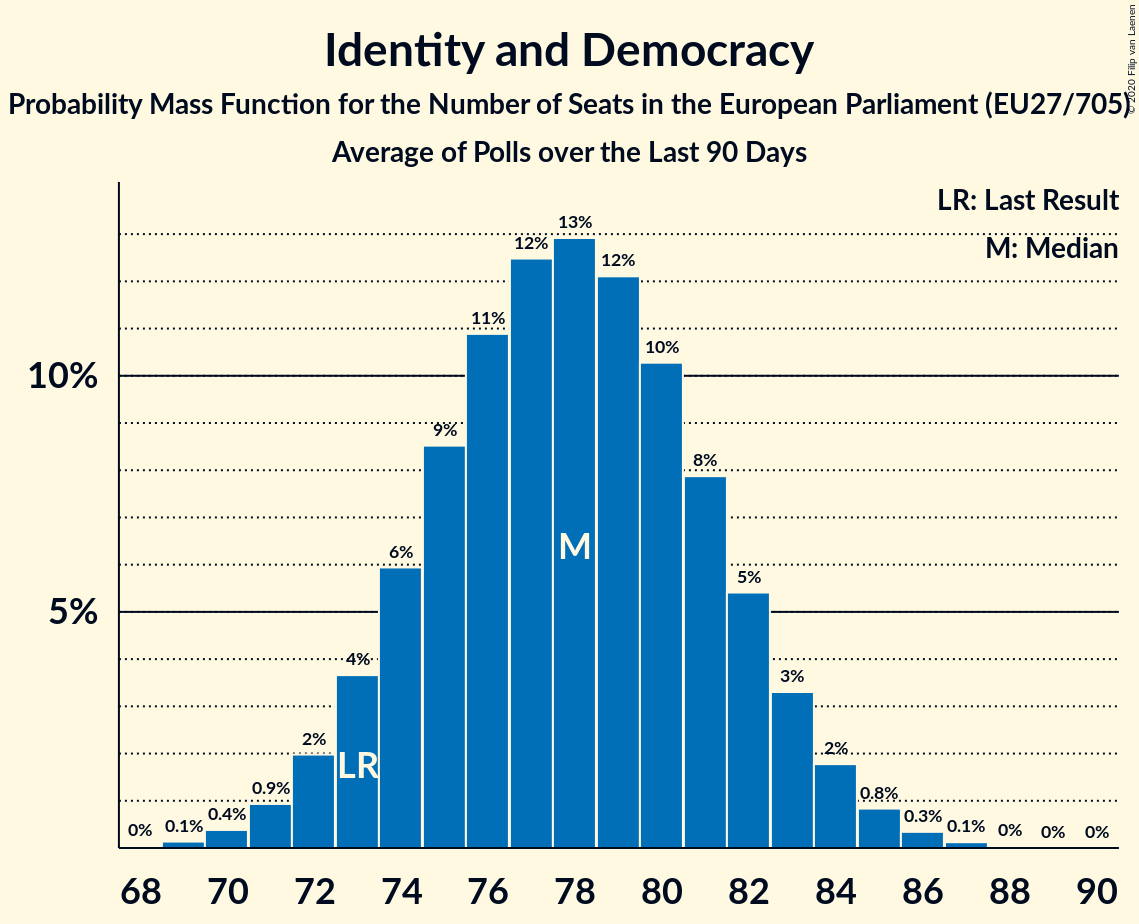 Identity and Democracy
Probability Mass Function for the Number of Seats in the European Parliament (EU27/705)
Average of Polls over the Last 90 Days
© 2020 Filip van Laenen
LR: Last Result
M: Median
10%
5%
0%
0.1%
0.4%
0.9%
2%
4%
6%
9%
11%
12%
13%
12%
10%
8%
5%
3%
2%
0.8%
0.3%
0.1%
0%
0%
0%
LR
M
68 70 72 74 76 78 80 82 84 86 88 90